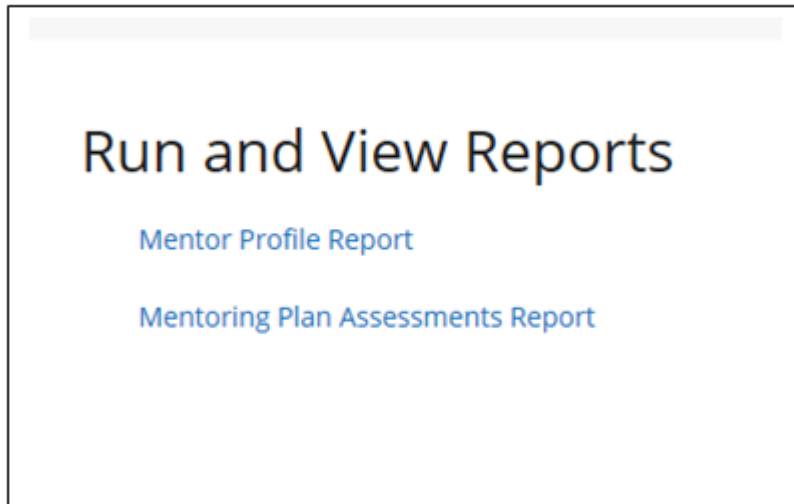 Run and View Reports
Mentor Profile Report
Mentoring Plan Assessments Report